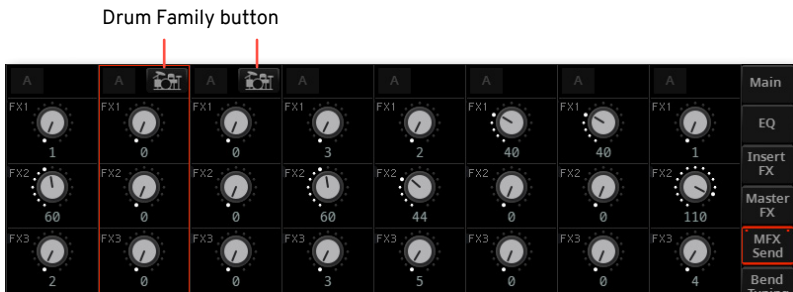 Drum Family button
A A A A A A A A Main
FX1 FX1 FX1 FX1 FX1 FX1 FX1 FX1
1 0 0 3 2 40 40 1
EQ
Insert
FX
FX2 FX2 FX2 FX2 FX2 FX2 FX2 FX2
60 0 0 60 44 0 0 110
Master
FX
FX3 FX3 FX3 FX3 FX3 FX3 FX3 FX3
2 0 0 3 5 0 0 4
MFX
Send
Bend
Tuning